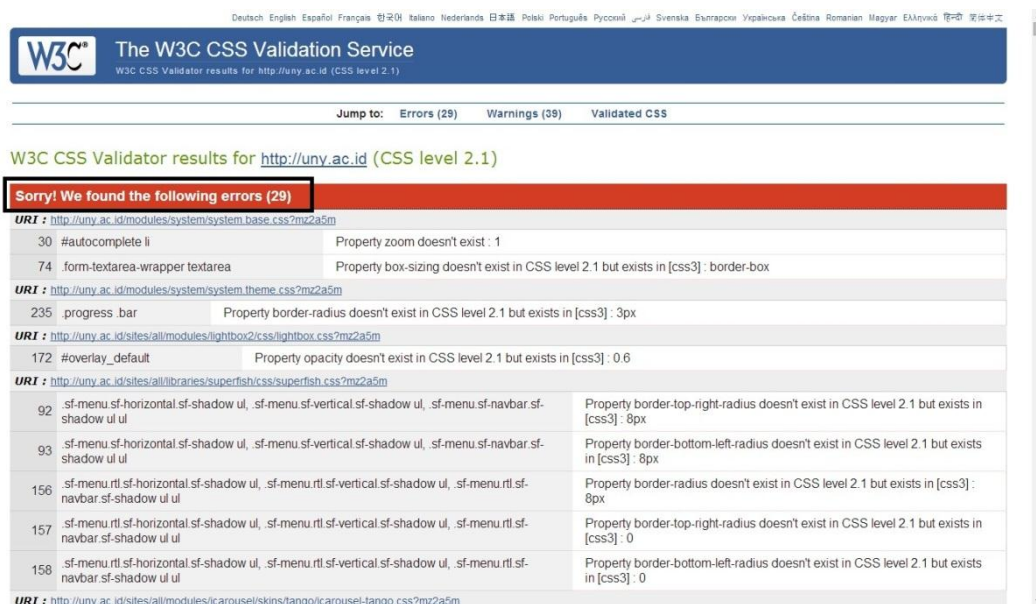 Deutsch English Español Français 한국어 Italiano Nederlands 日本語 Polski Português Русский فارسی Svenska Български Українська Čeština Romanian Magyar Ελληνικά हिन्दी 简体中文
W3C®
The W3C CSS Validation Service
W3C CSS Validator results for http://uny.ac.id (CSS level 2.1)
Jump to: Errors (29) Warnings (39) Validated CSS
W3C CSS Validator results for http://uny.ac.id (CSS level 2.1)
Sorry! We found the following errors (29)
URI : http://uny.ac.id/modules/system/system.base.css?mz2a5m
30 #autocomplete li Property zoom doesn't exist : 1
74 .form-textarea-wrapper textarea Property box-sizing doesn't exist in CSS level 2.1 but exists in [css3] : border-box
URI : http://uny.ac.id/modules/system/system.theme.css?mz2a5m
235 .progress .bar Property border-radius doesn't exist in CSS level 2.1 but exists in [css3] : 3px
URI : http://uny.ac.id/sites/all/modules/lightbox2/css/lightbox.css?mz2a5m
172 #overlay_default Property opacity doesn't exist in CSS level 2.1 but exists in [css3] : 0.6
URI : http://uny.ac.id/sites/all/libraries/superfish/css/superfish.css?mz2a5m
92 .sf-menu.sf-horizontal.sf-shadow ul, .sf-menu.sf-vertical.sf-shadow ul, .sf-menu.sf-navbar.sf-
shadow ul ul
Property border-top-right-radius doesn't exist in CSS level 2.1 but exists in
[css3] : 8px
93 .sf-menu.sf-horizontal.sf-shadow ul, .sf-menu.sf-vertical.sf-shadow ul, .sf-menu.sf-navbar.sf-
shadow ul ul
Property border-bottom-left-radius doesn't exist in CSS level 2.1 but exists
in [css3] : 8px
156 .sf-menu.rtl.sf-horizontal.sf-shadow ul, .sf-menu.rtl.sf-vertical.sf-shadow ul, .sf-menu.rtl.sf-
navbar.sf-shadow ul ul
Property border-radius doesn't exist in CSS level 2.1 but exists in [css3] :
8px
157 .sf-menu.rtl.sf-horizontal.sf-shadow ul, .sf-menu.rtl.sf-vertical.sf-shadow ul, .sf-menu.rtl.sf-
navbar.sf-shadow ul ul
Property border-top-right-radius doesn't exist in CSS level 2.1 but exists in
[css3] : 0
158 .sf-menu.rtl.sf-horizontal.sf-shadow ul, .sf-menu.rtl.sf-vertical.sf-shadow ul, .sf-menu.rtl.sf-
navbar.sf-shadow ul ul
Property border-bottom-left-radius doesn't exist in CSS level 2.1 but exists
in [css3] : 0
URI : http://uny.ac.id/sites/all/modules/jcarousel/skins/tango/jcarousel-tango.css?mz2a5m